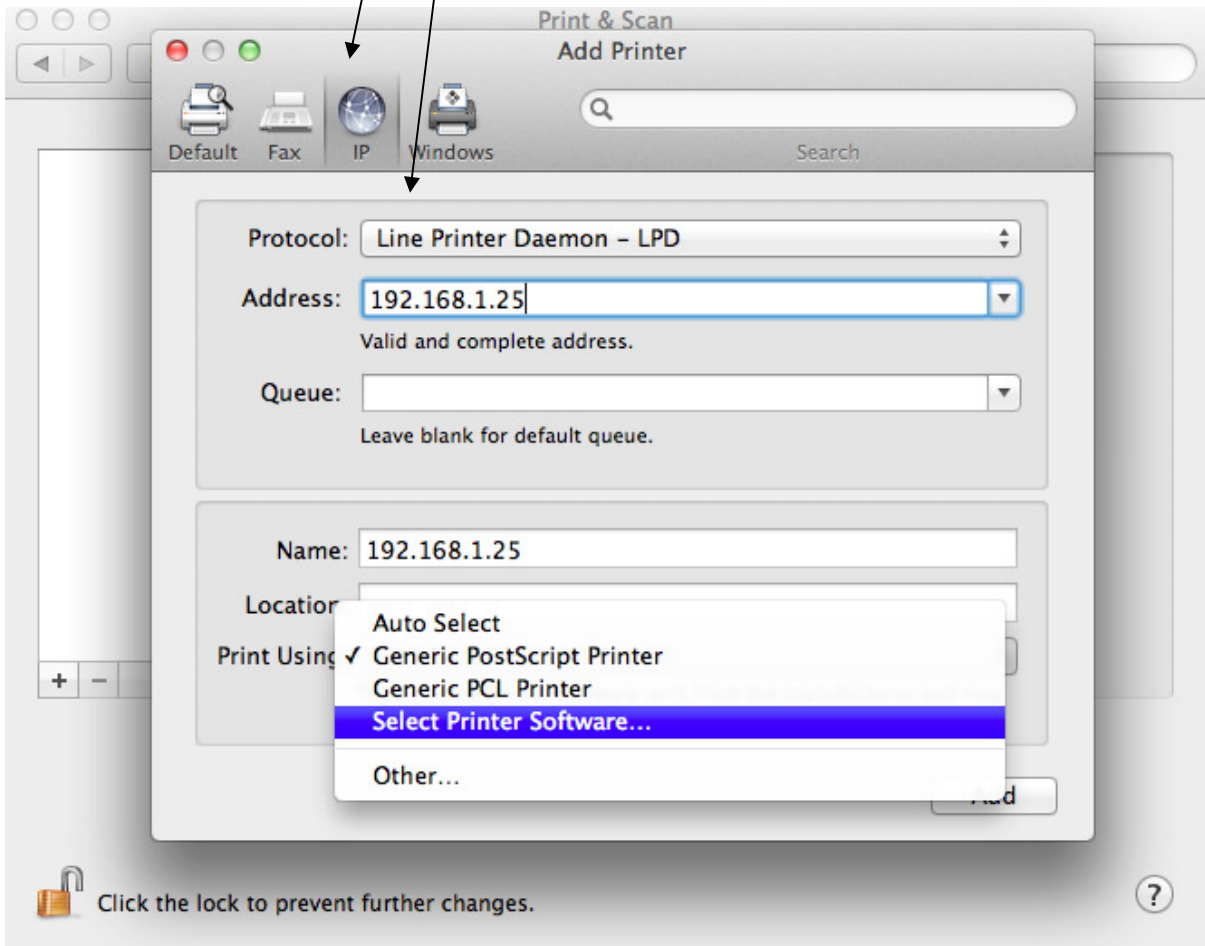 Print & Scan
Add Printer
Default Fax IP Windows Search
Protocol: Line Printer Daemon – LPD
Address: 192.168.1.25
Valid and complete address.
Queue:
Leave blank for default queue.
Name: 192.168.1.25
Location
Auto Select
Print Using ✓ Generic PostScript Printer
Generic PCL Printer
Select Printer Software...
Other...
Click the lock to prevent further changes.
?